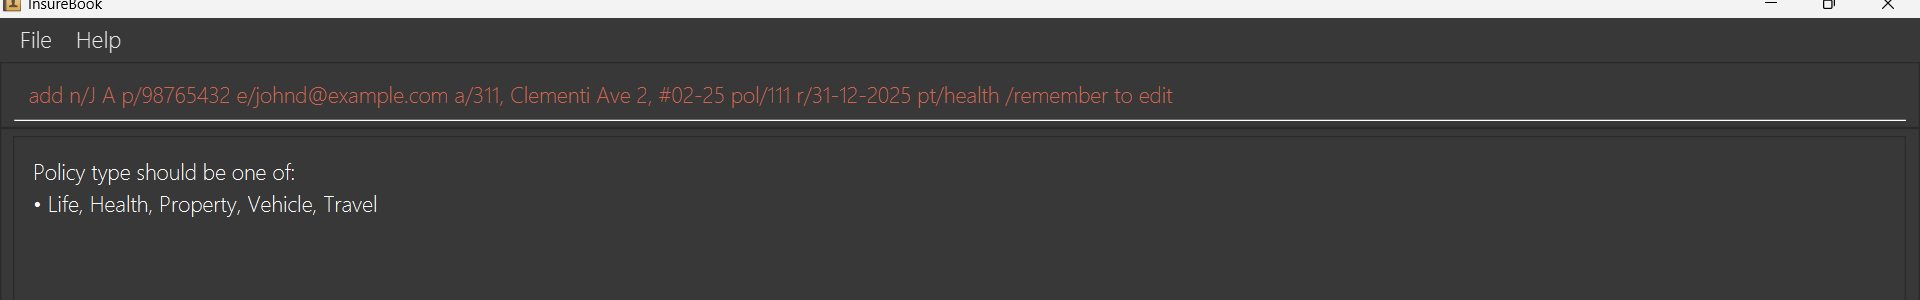 InsureBook
File Help
add n/J A p/98765432 e/johnd@example.com a/311, Clementi Ave 2, #02-25 pol/111 r/31-12-2025 pt/health /remember to edit
Policy type should be one of:
• Life, Health, Property, Vehicle, Travel